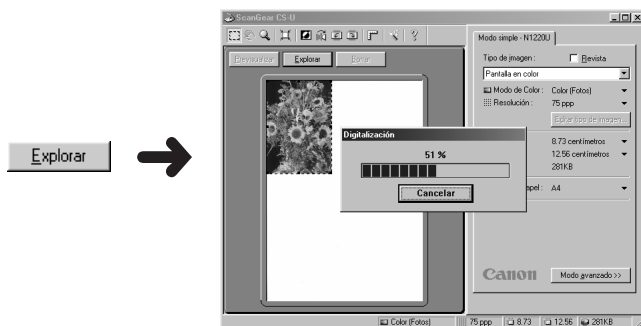 Explorar
ScanGear CS-U
Previsualizar Explorar Borrar
Modo simple - N1220U
Tipo de imagen : Revista
Pantalla en color
Modo de Color : Color (Fotos)
Resolución : 75 ppp
Editar tipo de imagen...
8.73 centímetros
12.56 centímetros
281KB
A4
Digitalización
51 %
Cancelar
Canon Modo avanzado >>
Color (Fotos) 75 ppp 8.73 12.56 281KB